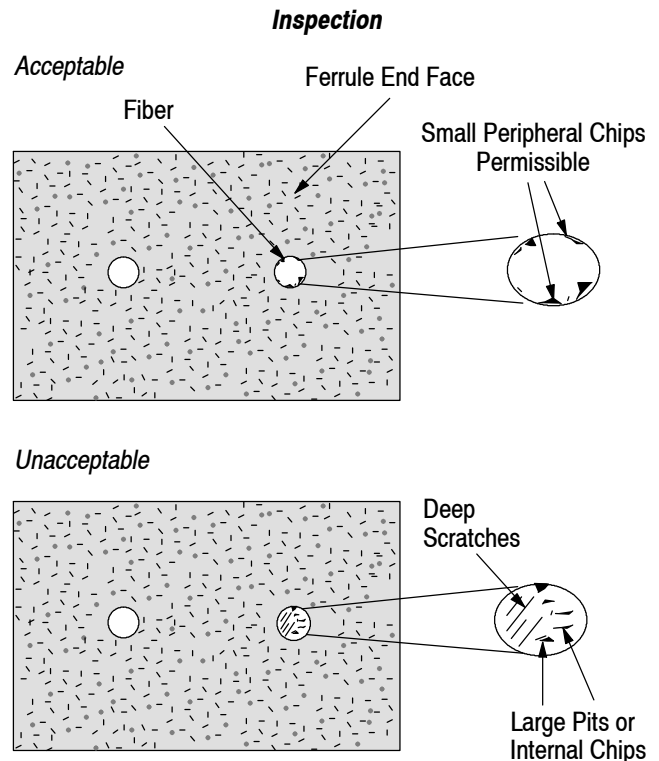 Inspection
Acceptable
Ferrule End Face
Fiber
Small Peripheral Chips
Permissible
Unacceptable
Deep
Scratches
Large Pits or
Internal Chips